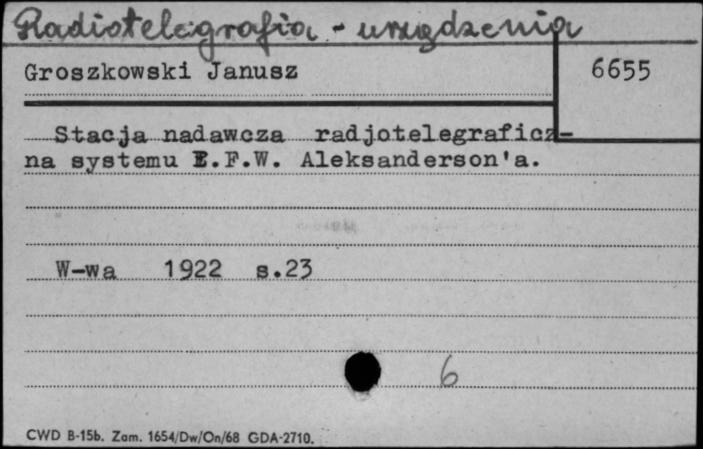 Radiotelegrafia - urządzenia
Groszkowski Janusz
6655
Stacja nadawcza radjotelegraficz-
na systemu E.F.W. Aleksanderson'a.
W-wa 1922 s.23
6
CWD B-15b. Zam. 1654/Dw/On/68 GDA-2710.